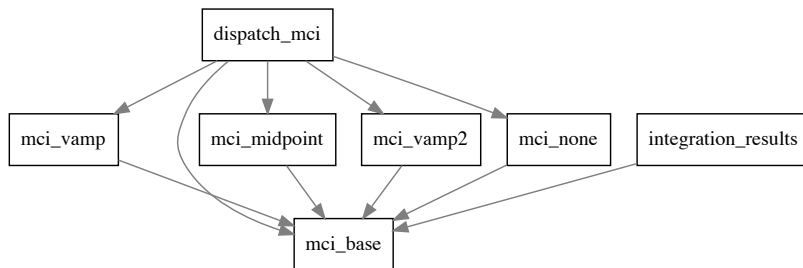 dispatch_mci
mci_vamp
mci_midpoint
mci_vamp2
mci_none
integration_results
mci_base